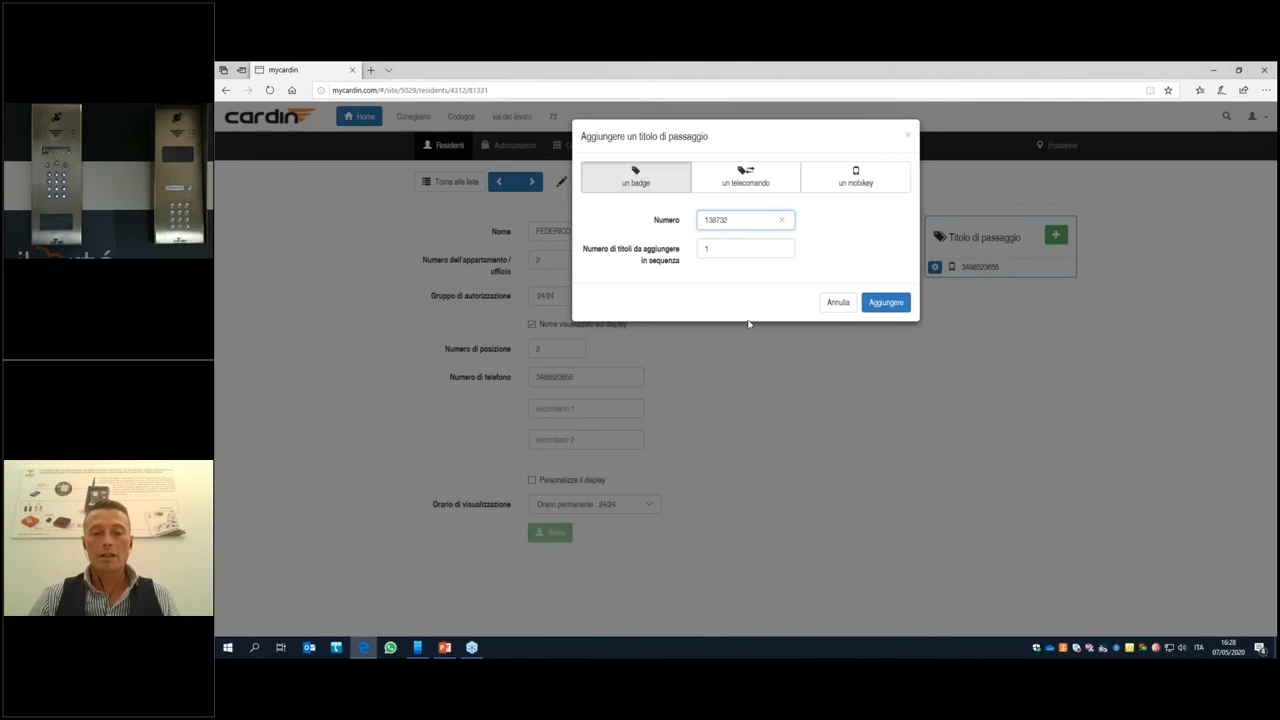 mycardin
mycardin.com/#/site/5029/residents/4312/81331
cardin
Home
Conegliano
Codogne
via del lavoro
73
Residenti
Autorizzazioni
Posizione
Torna alla lista
Aggiungere un titolo di passaggio
un badge
un telecomando
un mobikey
Numero
138732
Numero di titoli da aggiungere
in sequenza
1
Annulla
Aggiungere
Nome
FEDERICO
Numero dell'appartamento /
ufficio
2
Gruppo di autorizzazione
24/24
Nome visualizzato sul display
Numero di posizione
2
Numero di telefono
3486523655
secondario 1
secondario 2
Personalizza il display
Orario di visualizzazione
Orario permanente : 24/24
Salva
Titolo di passaggio
3486523655
ITA
16:28
07/05/2020